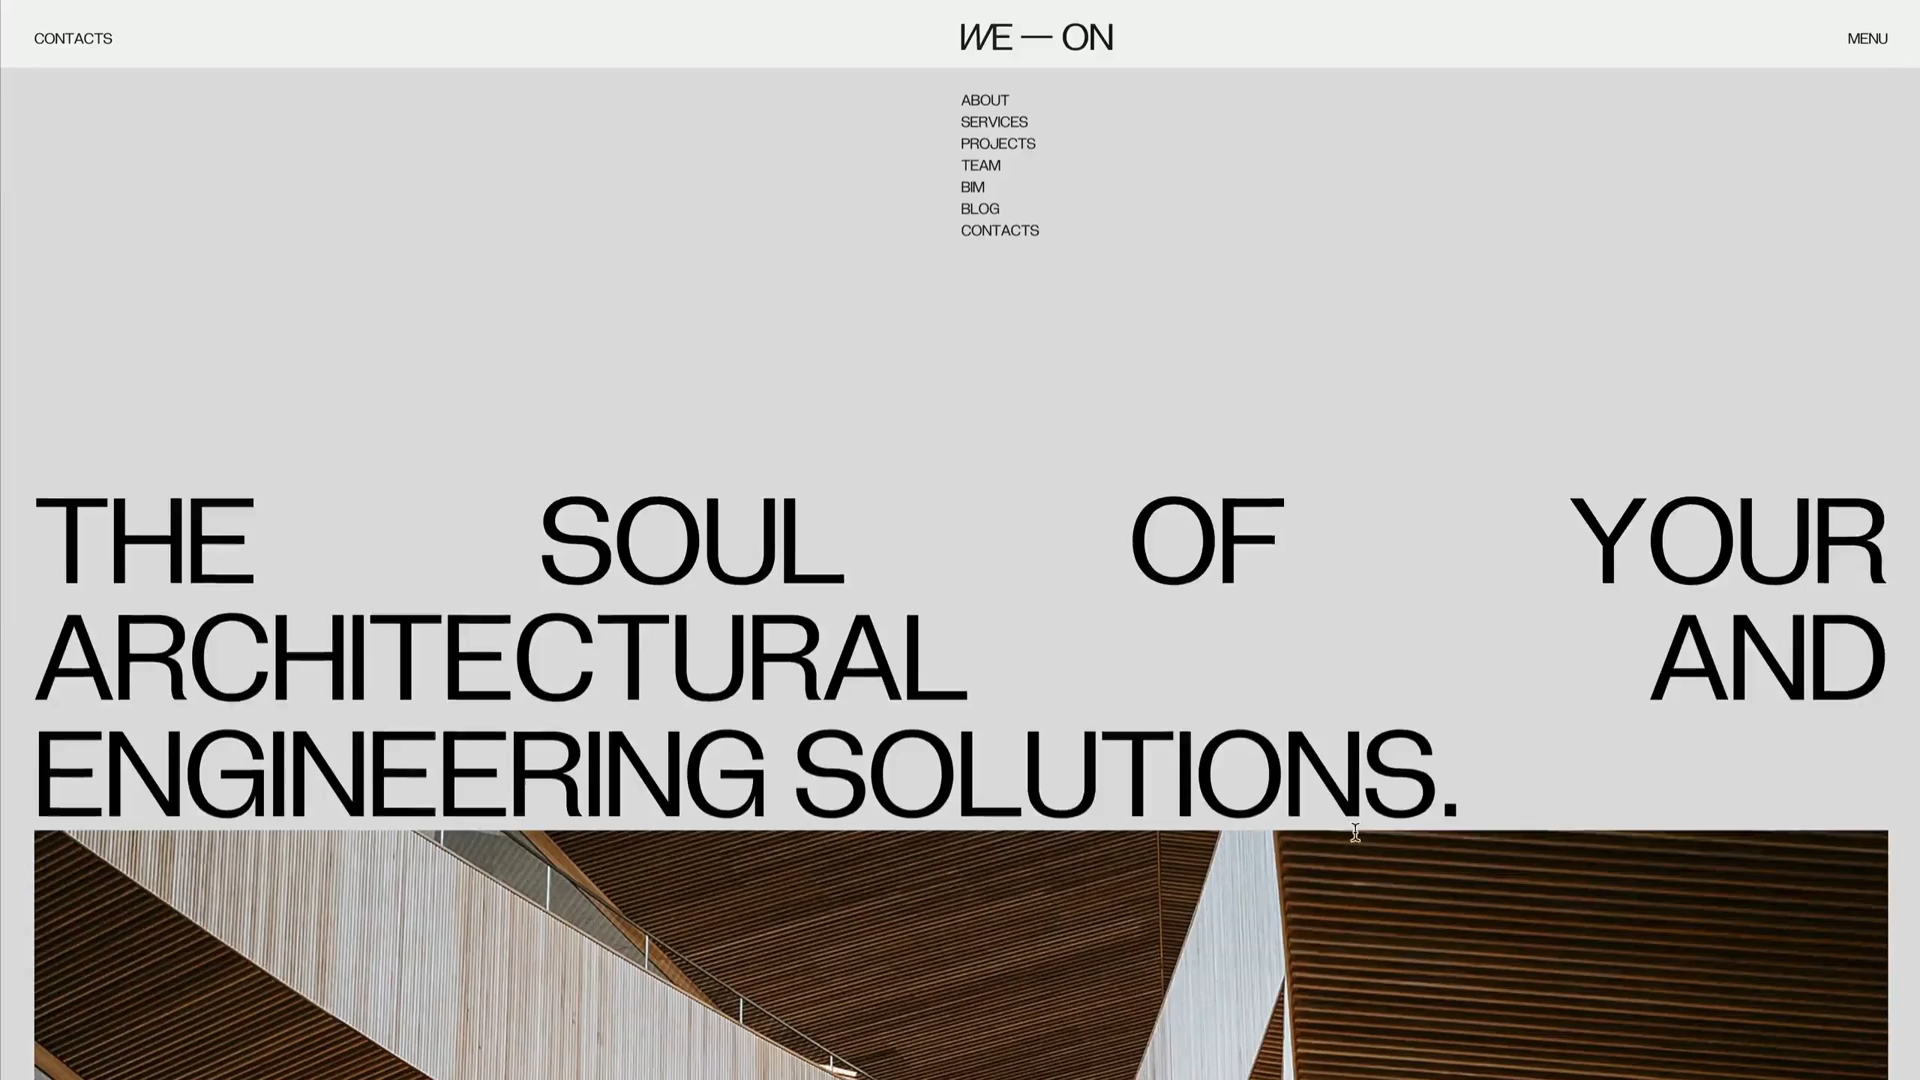 CONTACTS
WE — ON
MENU
ABOUT
SERVICES
PROJECTS
TEAM
BIM
BLOG
CONTACTS
THE SOUL OF YOUR
ARCHITECTURAL AND
ENGINEERING SOLUTIONS.